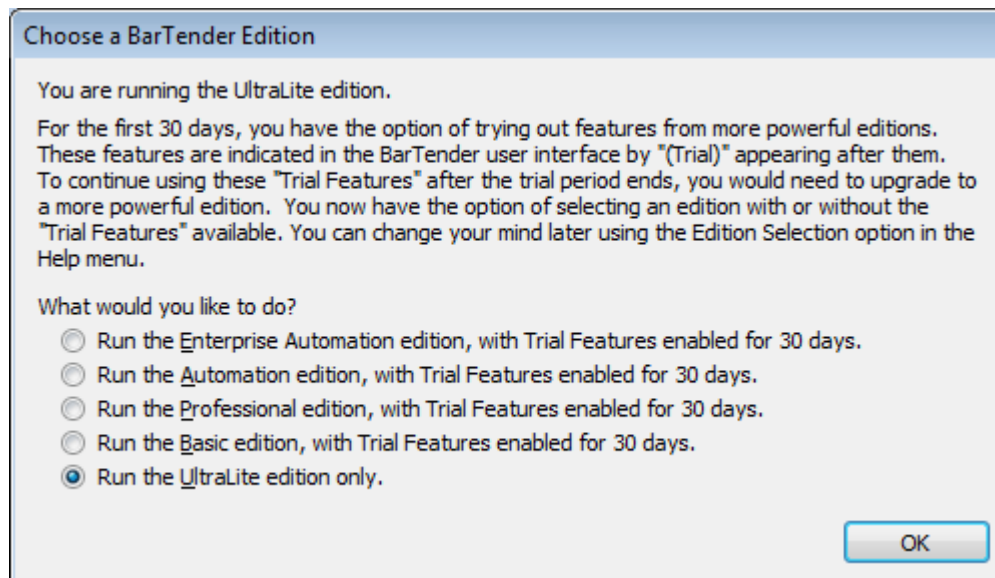 Choose a BarTender Edition
You are running the UltraLite edition.
For the first 30 days, you have the option of trying out features from more powerful editions.
These features are indicated in the BarTender user interface by "(Trial)" appearing after them.
To continue using these "Trial Features" after the trial period ends, you would need to upgrade to
a more powerful edition.  You now have the option of selecting an edition with or without the
"Trial Features" available. You can change your mind later using the Edition Selection option in the
Help menu.
What would you like to do?
Run the Enterprise Automation edition, with Trial Features enabled for 30 days.
Run the Automation edition, with Trial Features enabled for 30 days.
Run the Professional edition, with Trial Features enabled for 30 days.
Run the Basic edition, with Trial Features enabled for 30 days.
Run the UltraLite edition only.
OK